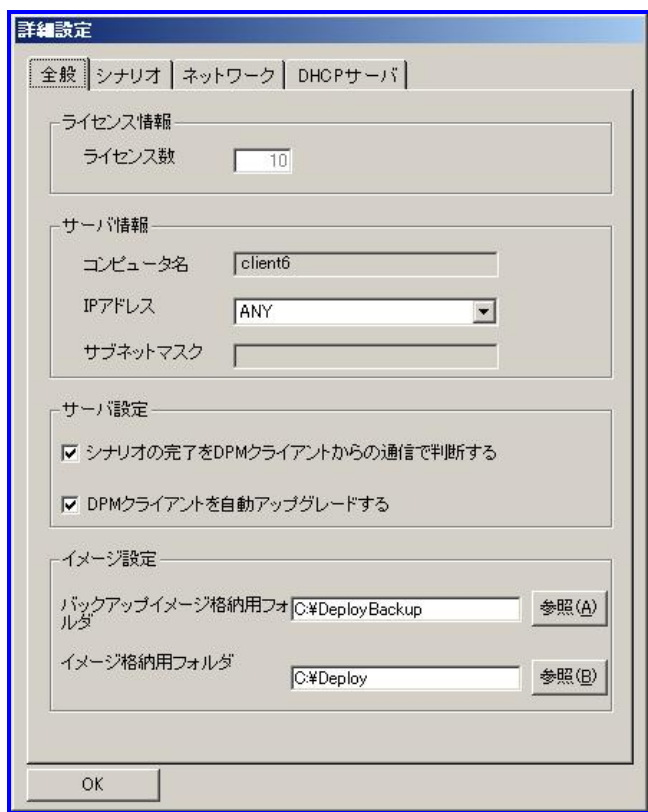 詳細設定
全般 シナリオ ネットワーク DHCPサーバ
ライセンス情報
ライセンス数 10
サーバ情報
コンピュータ名 client6
IPアドレス ANY
サブネットマスク
サーバ設定
シナリオの完了をDPMクライアントからの通信で判断する
DPMクライアントを自動アップグレードする
イメージ設定
バックアップイメージ格納用フォ
ルダ C:¥DeployBackup 参照(A)
イメージ格納用フォルダ C:¥Deploy 参照(B)
OK